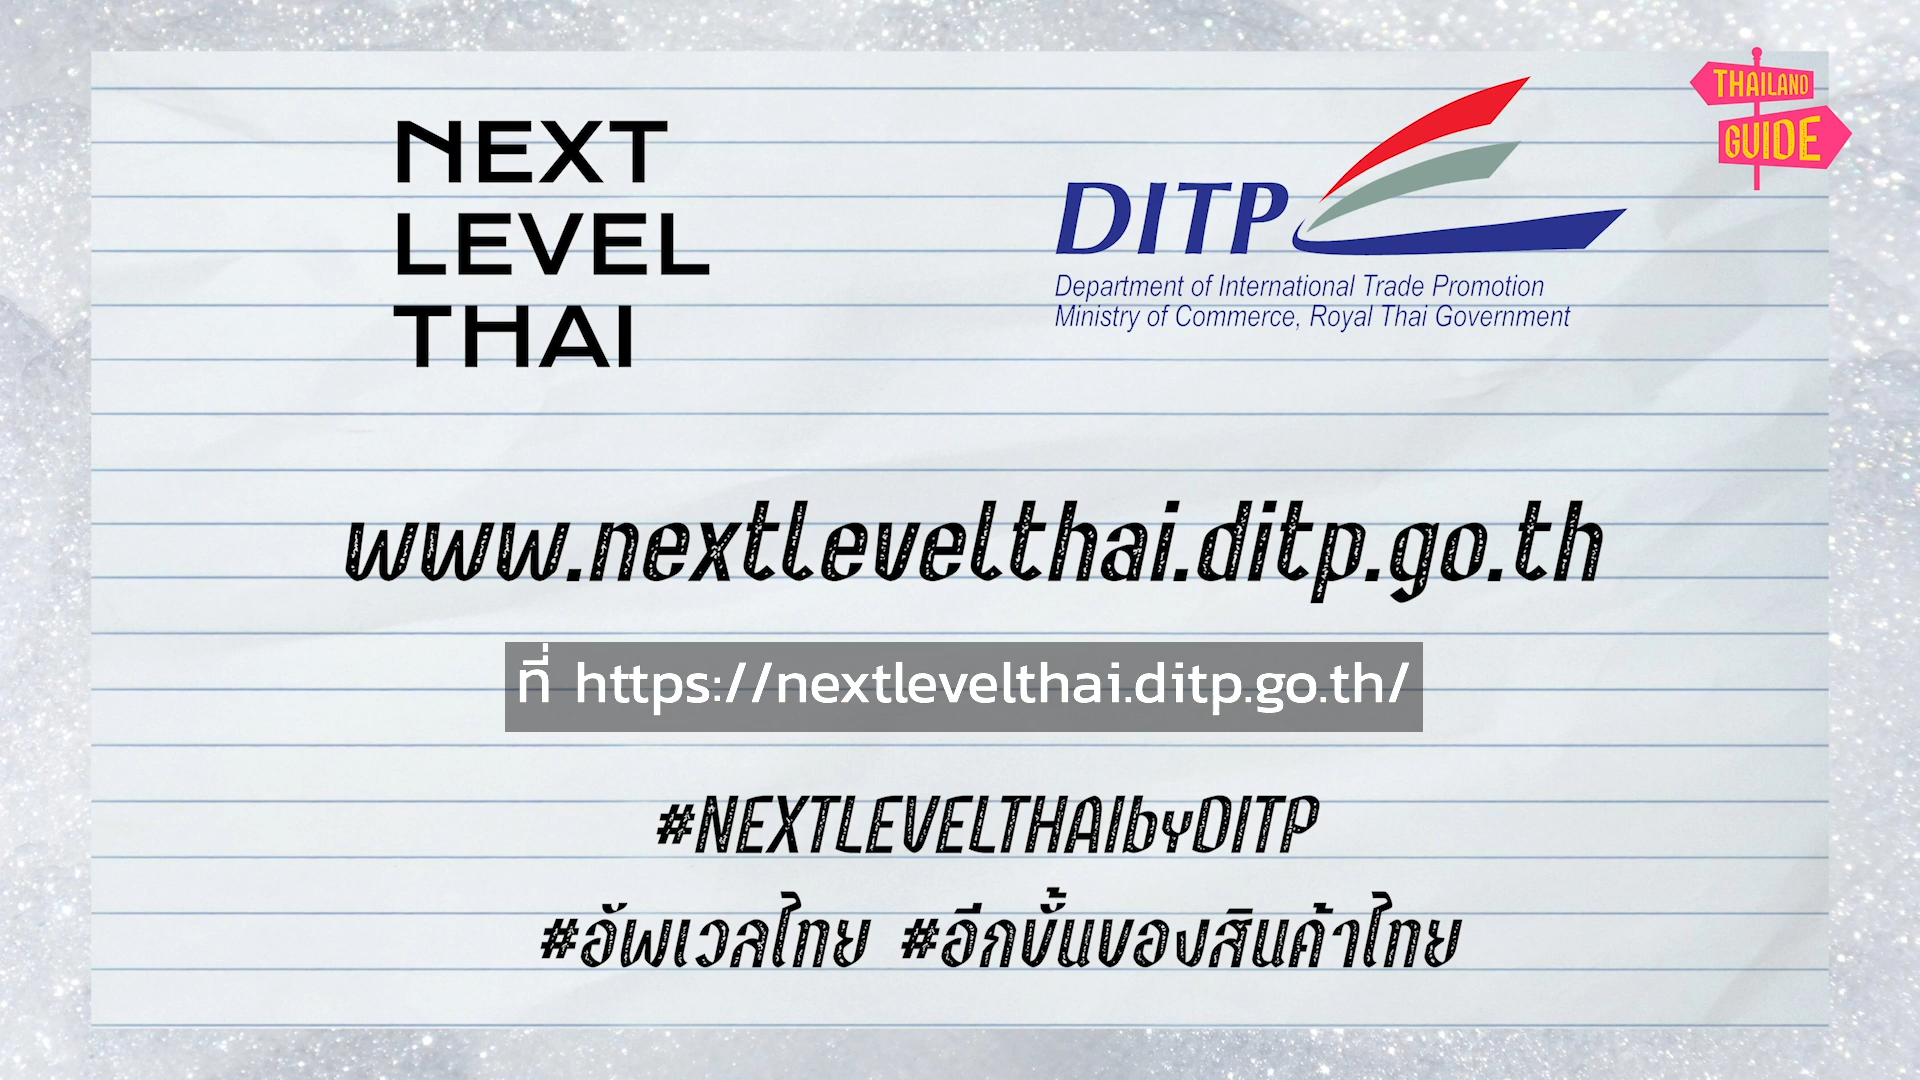 NEXT
LEVEL
THAI
DITP
Department of International Trade Promotion
Ministry of Commerce, Royal Thai Government
THAILAND
GUIDE
www.nextlevelthai.ditp.go.th
ที่ https://nextlevelthai.ditp.go.th/
#NEXTLEVELTHAIbyDITP
#อัพเวลไทย #อีกขั้นของสินค้าไทย